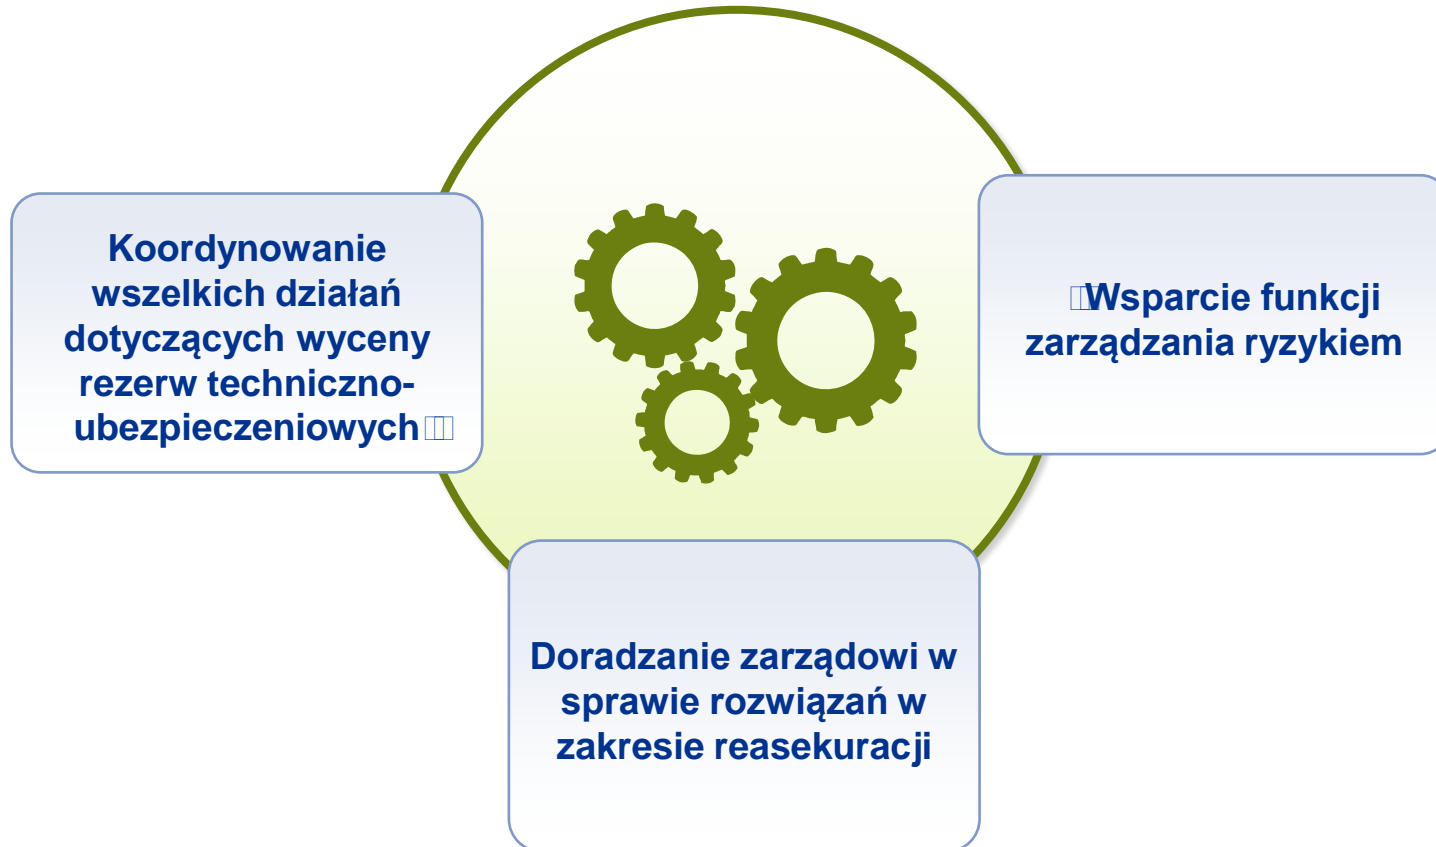 Koordynowanie
wszelkich działań
dotyczących wyceny
rezerw techniczno-
ubezpieczeniowych
Wsparcie funkcji
zarządzania ryzykiem
Doradzanie zarządowi w
sprawie rozwiązań w
zakresie reasekuracji